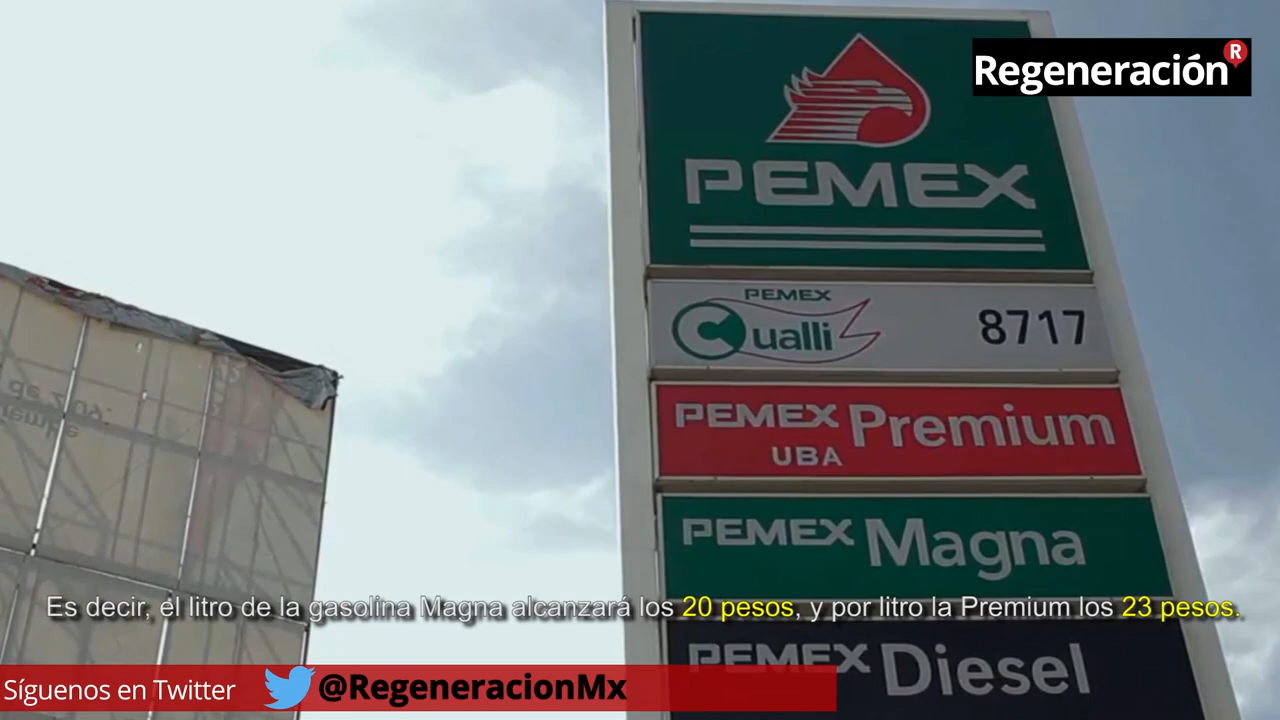 Regeneración R
PEMEX
PEMEX
Cualli
8717
PEMEX Premium
UBA
PEMEX Magna
Es decir, el litro de la gasolina Magna alcanzará los 20 pesos, y por litro la Premium los 23 pesos.
PEMEX Diesel
Síguenos en Twitter @RegeneracionMx